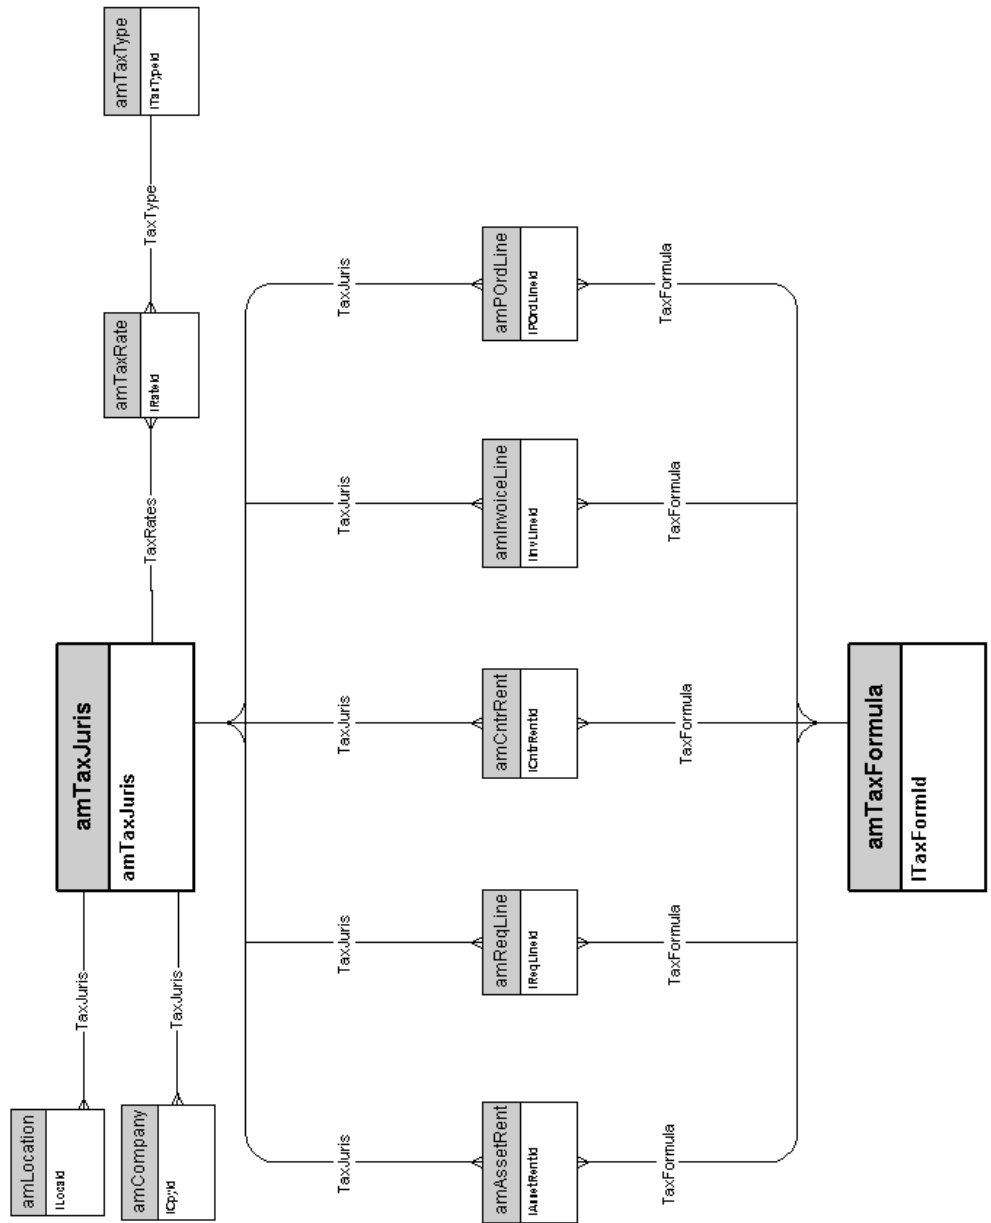 amTaxType
lTaxTypeId
TaxType
amTaxRate
lRateId
TaxRates
amTaxJuris
amTaxJuris
TaxJuris
amLocation
lLocaId
TaxJuris
amCompany
lCpyId
TaxJuris
amPOrdLine
lPOrdLineId
TaxFormula
TaxJuris
amInvoiceLine
lInvLineId
TaxFormula
TaxJuris
amCntrRent
lCntrRentId
TaxFormula
TaxJuris
amReqLine
lReqLineId
TaxFormula
TaxJuris
amAssetRent
lAssetRentId
TaxFormula
amTaxFormula
lTaxFormId